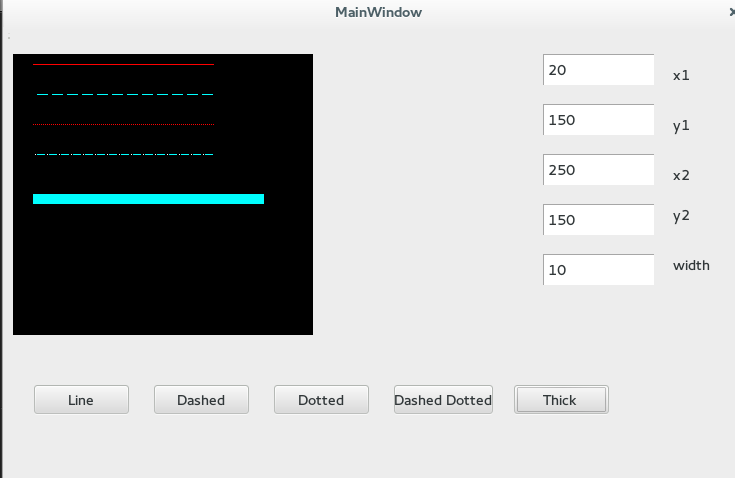 MainWindow
20 x1
150 y1
250 x2
150 y2
10 width
Line Dashed Dotted Dashed Dotted Thick